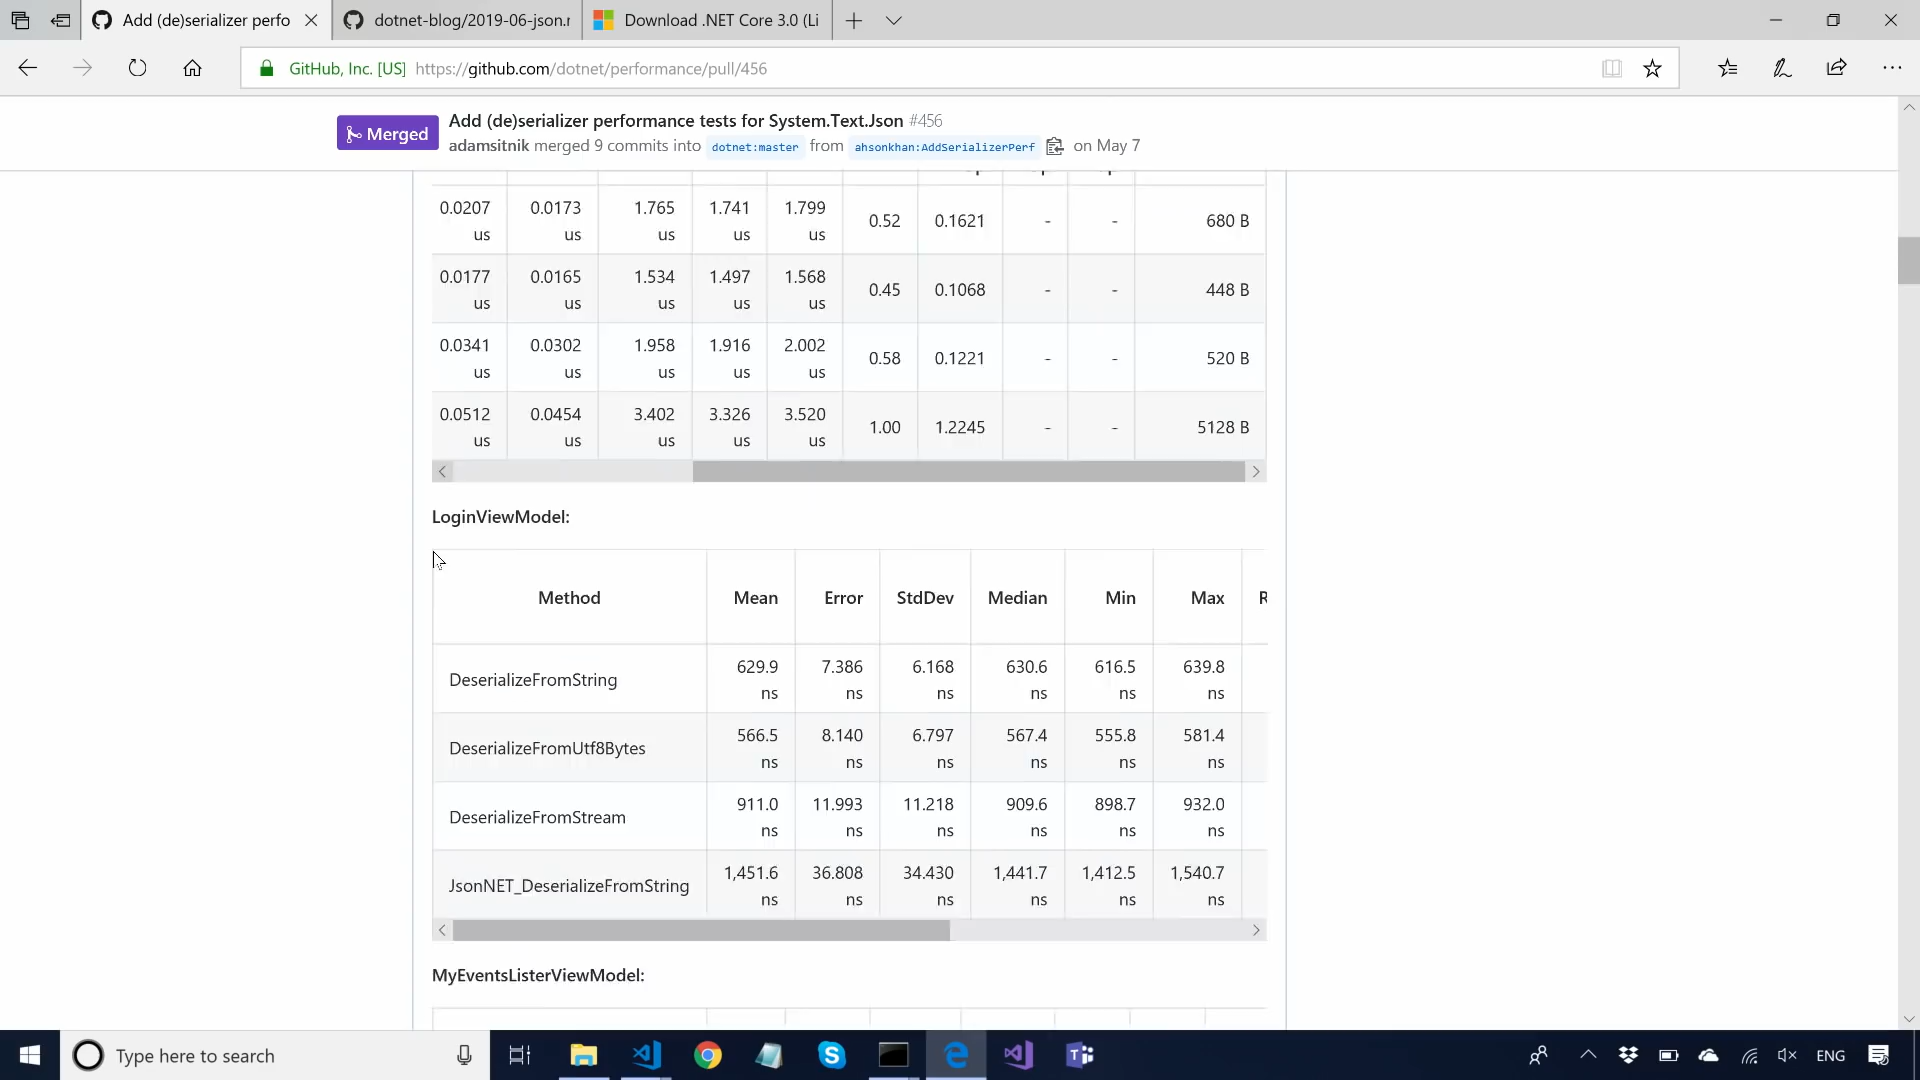 Add (de)serializer perfo
dotnet-blog/2019-06-json.r
Download .NET Core 3.0 (Li
GitHub, Inc. [US] https://github.com/dotnet/performance/pull/456
Merged
Add (de)serializer performance tests for System.Text.Json #456
adamsitnik merged 9 commits into dotnet:master from ahsonkhan:AddSerializerPerf on May 7
0.0207 0.0173 1.765 1.741 1.799 0.52 0.1621 - - 680 B
us us us us us
0.0177 0.0165 1.534 1.497 1.568 0.45 0.1068 - - 448 B
us us us us us
0.0341 0.0302 1.958 1.916 2.002 0.58 0.1221 - - 520 B
us us us us us
0.0512 0.0454 3.402 3.326 3.520 1.00 1.2245 - - 5128 B
us us us us us
LoginViewModel:
Method Mean Error StdDev Median Min Max R
DeserializeFromString 629.9 7.386 6.168 630.6 616.5 639.8
ns ns ns ns ns ns
DeserializeFromUtf8Bytes 566.5 8.140 6.797 567.4 555.8 581.4
ns ns ns ns ns ns
DeserializeFromStream 911.0 11.993 11.218 909.6 898.7 932.0
ns ns ns ns ns ns
JsonNET_DeserializeFromString 1,451.6 36.808 34.430 1,441.7 1,412.5 1,540.7
ns ns ns ns ns ns
MyEventsListerViewModel:
Type here to search
ENG